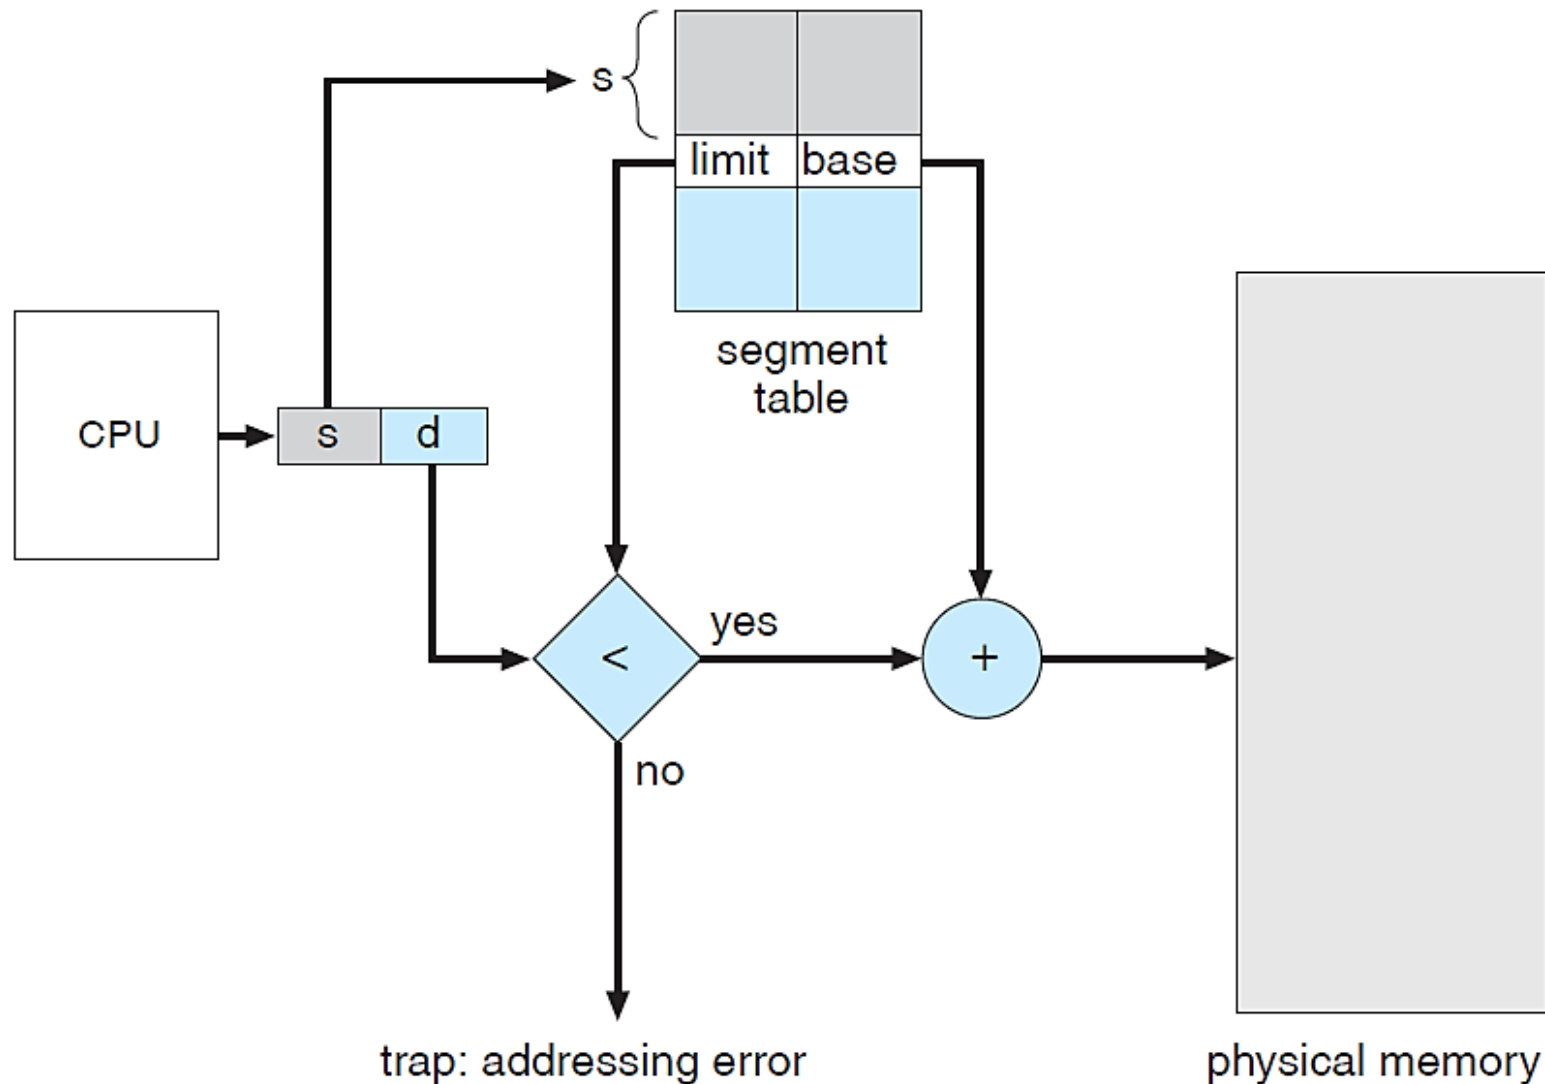 s
limit base
segment
table
CPU
s d
yes
< +
no
trap: addressing error
physical memory